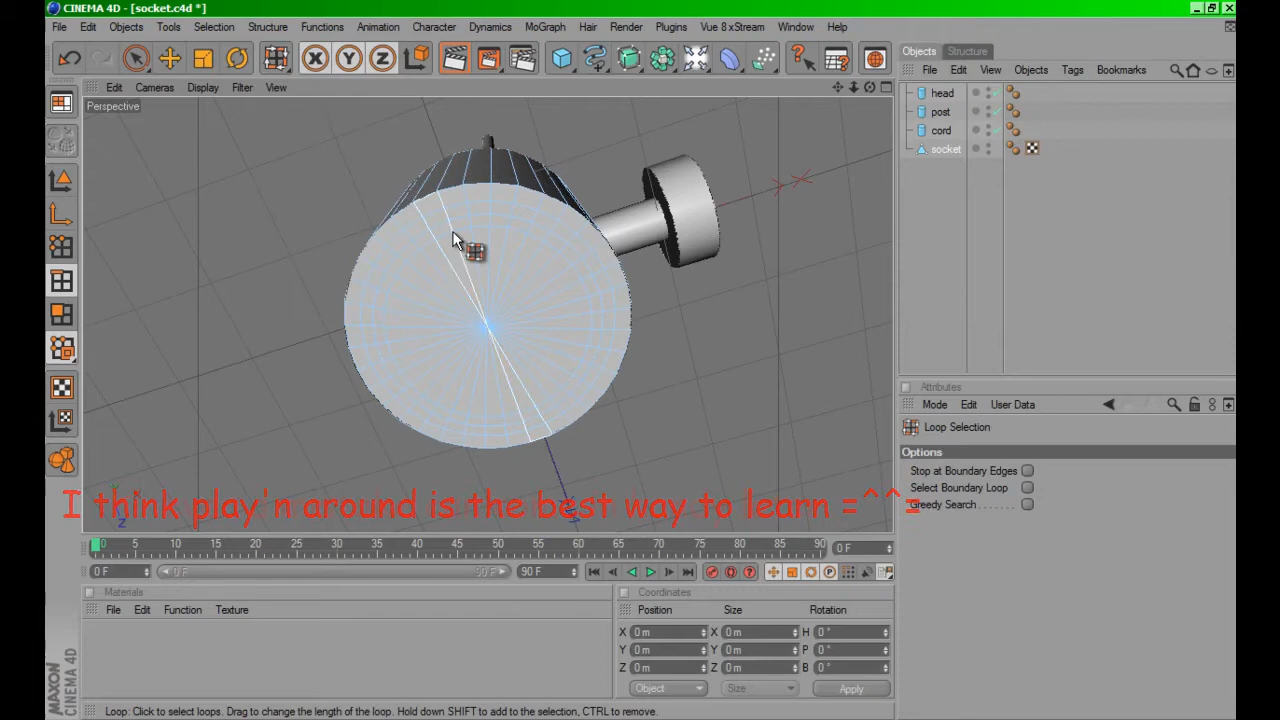 CINEMA 4D - [socket.c4d *]
File Edit Objects Tools Selection Structure Functions Animation Character Dynamics MoGraph Hair Render Plugins Vue 8 xStream Window Help
X Y Z
Objects Structure
File Edit View Objects Tags Bookmarks
Edit Cameras Display Filter View
Perspective
head
post
cord
socket
Attributes
Mode Edit User Data
Loop Selection
Options
Stop at Boundary Edges
Select Boundary Loop
Greedy Search
I think play'n around is the best way to learn =^^=
Z
0 5 10 15 20 25 30 35 40 45 50 55 60 65 70 75 80 85 90 0 F
0 F 0 F 90 F 90 F
Materials
File Edit Function Texture
Coordinates
Position Size Rotation
X 0 m X 0 m H 0 °
Y 0 m Y 0 m P 0 °
Z 0 m Z 0 m B 0 °
Object Size Apply
MAXON
CINEMA 4D
Loop: Click to select loops. Drag to change the length of the loop. Hold down SHIFT to add to the selection, CTRL to remove.